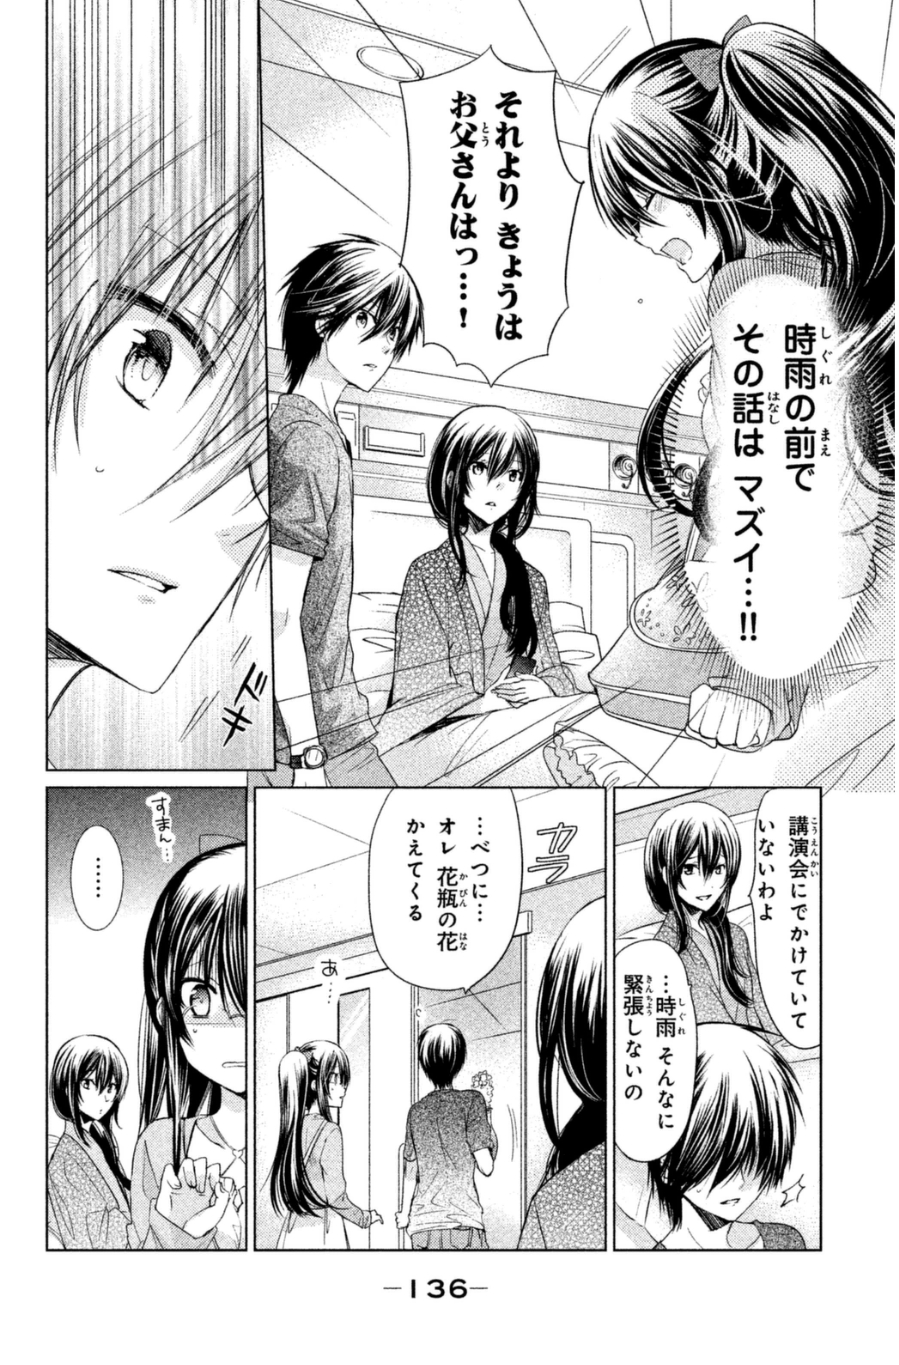 時雨の前で
その話は マズイ…!!
それより きょうは
お父さんはっ…!
ドキ
講演会にでかけていて
いないわよ
…時雨 そんなに
緊張しないの
カラ
…べつに…
オレ 花瓶の花
かえてくる
あ…
すまん…
……
—136—